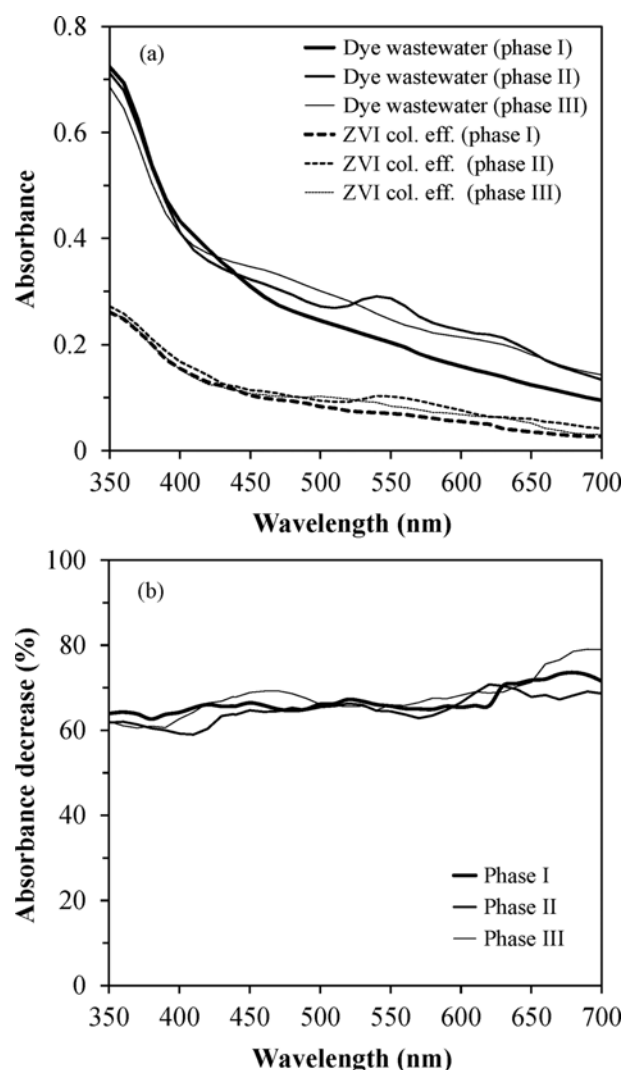 0.8
(a)
Dye wastewater (phase I)
Dye wastewater (phase II)
Dye wastewater (phase III)
ZVI col. eff. (phase I)
ZVI col. eff. (phase II)
ZVI col. eff. (phase III)
0.6
0.4
0.2
0
Absorbance
350 400 450 500 550 600 650 700
Wavelength (nm)
100
(b)
80
60
40
20
0
Absorbance decrease (%)
Phase I
Phase II
Phase III
350 400 450 500 550 600 650 700
Wavelength (nm)